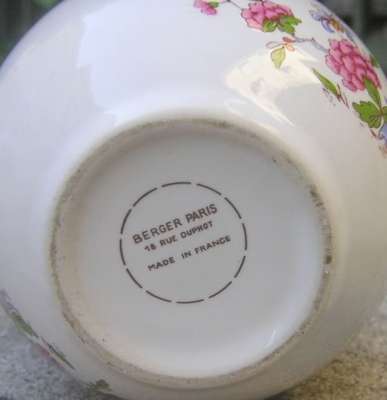 BERGER PARIS
18 RUE DUPHOT
MADE IN FRANCE